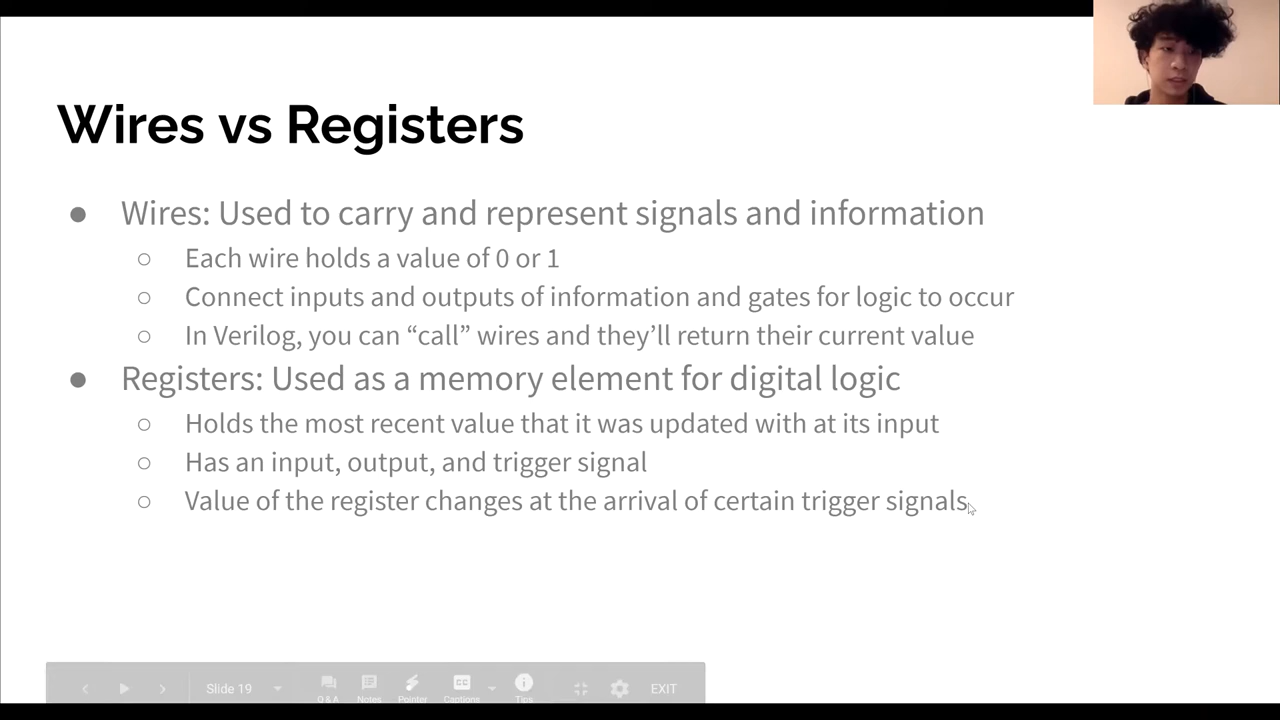 Wires vs Registers
● Wires: Used to carry and represent signals and information
○ Each wire holds a value of 0 or 1
○ Connect inputs and outputs of information and gates for logic to occur
○ In Verilog, you can “call” wires and they’ll return their current value
● Registers: Used as a memory element for digital logic
○ Holds the most recent value that it was updated with at its input
○ Has an input, output, and trigger signal
○ Value of the register changes at the arrival of certain trigger signals
Slide 19
Q&A Notes Pointer Captions Tips
CC
EXIT